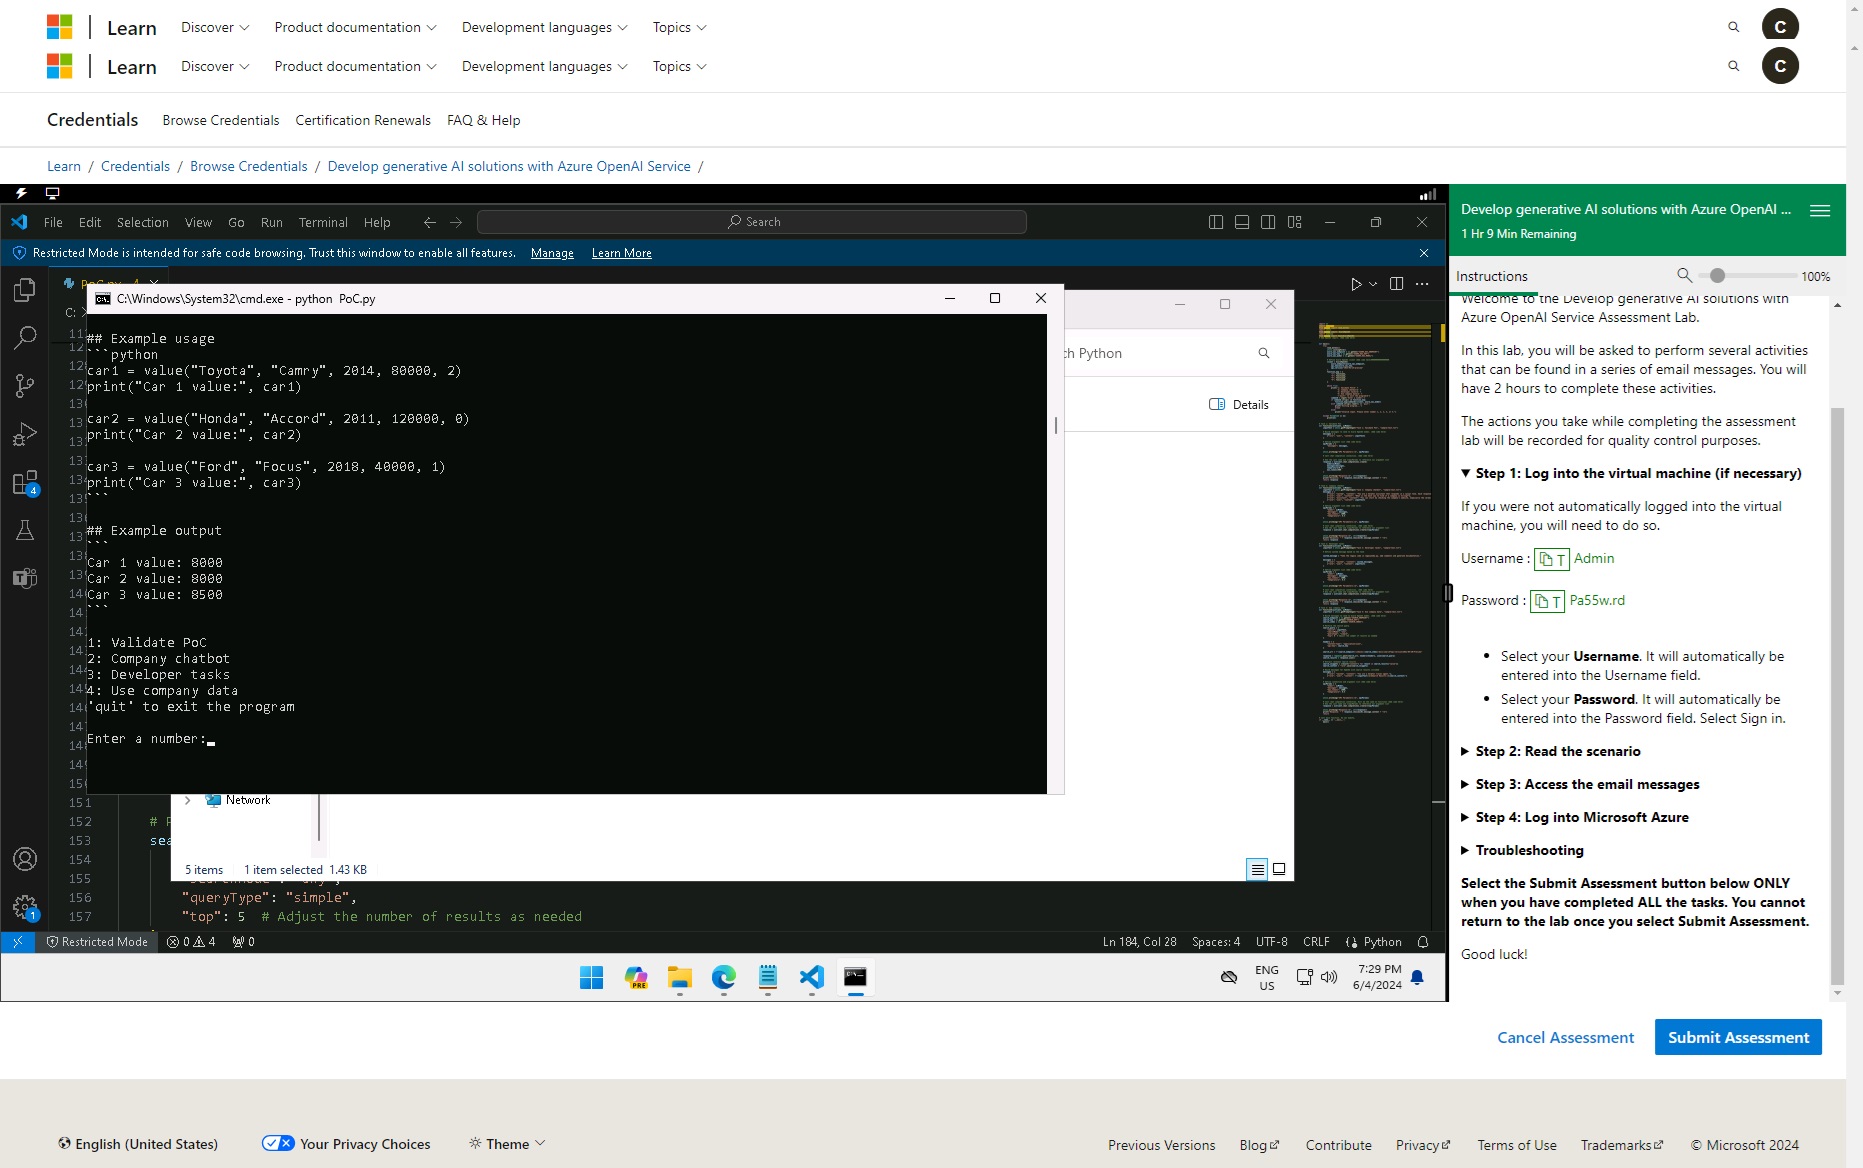 Learn Discover Product documentation Development languages Topics C
Learn Discover Product documentation Development languages Topics C
Credentials Browse Credentials Certification Renewals FAQ & Help
Learn / Credentials / Browse Credentials / Develop generative AI solutions with Azure OpenAI Service /
File Edit Selection View Go Run Terminal Help Search
Restricted Mode is intended for safe code browsing. Trust this window to enable all features. Manage Learn More
C:\Windows\System32\cmd.exe - python PoC.py
## Example usage
```python
car1 = value("Toyota", "Camry", 2014, 80000, 2)
print("Car 1 value:", car1)
car2 = value("Honda", "Accord", 2011, 120000, 0)
print("Car 2 value:", car2)
car3 = value("Ford", "Focus", 2018, 40000, 1)
print("Car 3 value:", car3)
```
## Example output
```
Car 1 value: 8000
Car 2 value: 8000
Car 3 value: 8500
```
1: Validate PoC
2: Company chatbot
3: Developer tasks
4: Use company data
'quit' to exit the program
Enter a number:
Python
Details
Network
5 items 1 item selected 1.43 KB
151
152 #
153
154
155
156 "queryType": "simple",
157 "top": 5 # Adjust the number of results as needed
4
1
Restricted Mode 0 4 0 Ln 184, Col 28 Spaces: 4 UTF-8 CRLF Python
PRE
ENG
US
7:29 PM
6/4/2024
Develop generative AI solutions with Azure OpenAI ...
1 Hr 9 Min Remaining
Instructions 100%
Welcome to the Develop generative AI solutions with
Azure OpenAI Service Assessment Lab.
In this lab, you will be asked to perform several activities
that can be found in a series of email messages. You will
have 2 hours to complete these activities.
The actions you take while completing the assessment
lab will be recorded for quality control purposes.
Step 1: Log into the virtual machine (if necessary)
If you were not automatically logged into the virtual
machine, you will need to do so.
Username : T Admin
Password : T Pa55w.rd
• Select your Username. It will automatically be
entered into the Username field.
• Select your Password. It will automatically be
entered into the Password field. Select Sign in.
Step 2: Read the scenario
Step 3: Access the email messages
Step 4: Log into Microsoft Azure
Troubleshooting
Select the Submit Assessment button below ONLY
when you have completed ALL the tasks. You cannot
return to the lab once you select Submit Assessment.
Good luck!
Cancel Assessment Submit Assessment
English (United States) Your Privacy Choices Theme
Previous Versions Blog Contribute Privacy Terms of Use Trademarks © Microsoft 2024